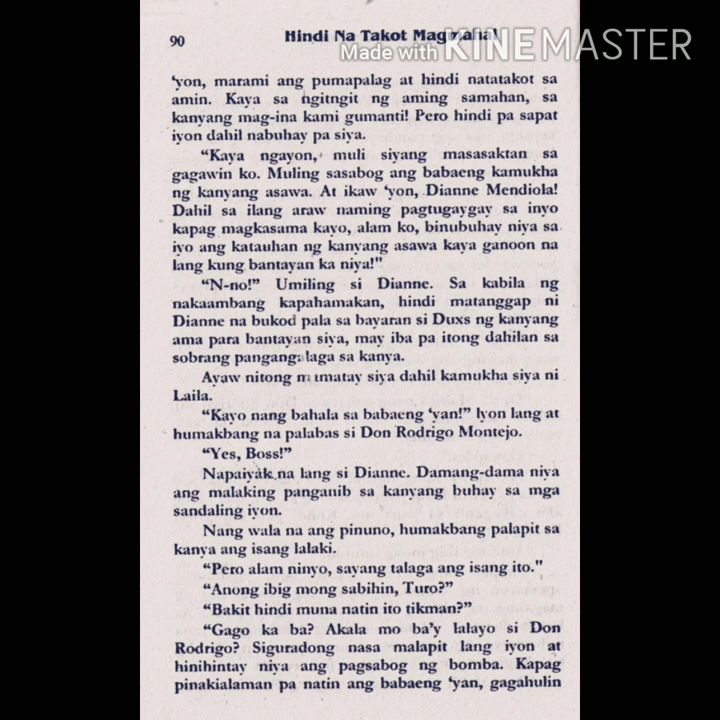 90
Hindi Na Takot Magmahal
Made with KINEMASTER
‘yon, marami ang pumapalag at hindi natatakot sa
amin. Kaya sa ngitngit ng aming samahan, sa
kanyang mag-ina kami gumanti! Pero hindi pa sapat
iyon dahil nabuhay pa siya.
“Kaya ngayon, muli siyang masasaktan sa
gagawin ko. Muling sasabog ang babaeng kamukha
ng kanyang asawa. At ikaw ‘yon, Dianne Mendiola!
Dahil sa ilang araw naming pagtugaygay sa inyo
kapag magkasama kayo, alam ko, binubuhay niya sa
iyo ang katauhan ng kanyang asawa kaya ganoon na
lang kung bantayan ka niya!"
“N-no!” Umiling si Dianne. Sa kabila ng
nakaambang kapahamakan, hindi matanggap ni
Dianne na bukod pala sa bayaran si Duxs ng kanyang
ama para bantayan siya, may iba pa itong dahilan sa
sobrang pangangalaga sa kanya.
Ayaw nitong mamatay siya dahil kamukha siya ni
Laila.
“Kayo nang bahala sa babaeng ‘yan!” Iyon lang at
humakbang na palabas si Don Rodrigo Montejo.
“Yes, Boss!”
Napaiyak na lang si Dianne. Damang-dama niya
ang malaking panganib sa kanyang buhay sa mga
sandaling iyon.
Nang wala na ang pinuno, humakbang palapit sa
kanya ang isang lalaki.
“Pero alam ninyo, sayang talaga ang isang ito."
“Anong ibig mong sabihin, Turo?”
“Bakit hindi muna natin ito tikman?”
“Gago ka ba? Akala mo ba’y lalayo si Don
Rodrigo? Siguradong nasa malapit lang iyon at
hinihintay niya ang pagsabog ng bomba. Kapag
pinakialaman pa natin ang babaeng ‘yan, gagahulin